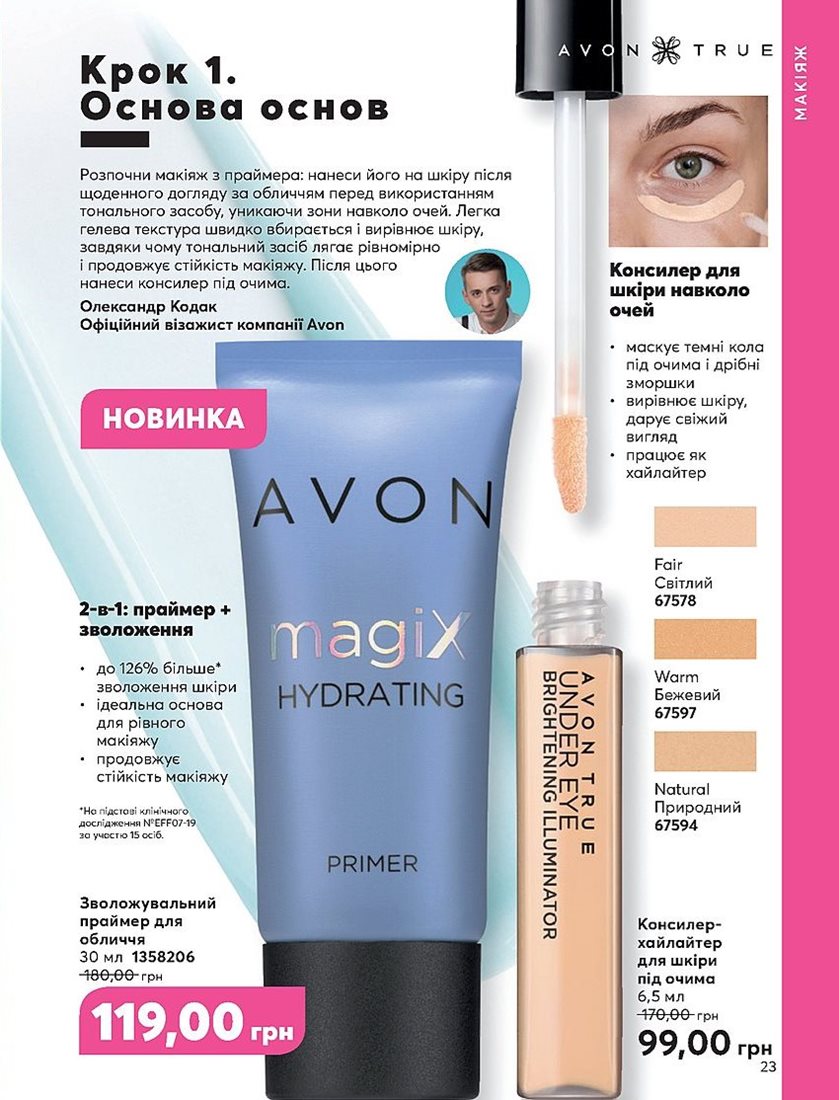 AVON TRUE
МАКІЯЖ
Крок 1.
Основа основ
Розпочни макіяж з праймера: нанеси його на шкіру після
щоденного догляду за обличчям перед використанням
тонального засобу, уникаючи зони навколо очей. Легка
гелева текстура швидко вбирається і вирівнює шкіру,
завдяки чому тональний засіб лягає рівномірно
і продовжує стійкість макіяжу. Після цього
нанеси консилер під очима.
Олександр Кодак
Офіційний візажист компанії Avon
Консилер для
шкіри навколо
очей
• маскує темні кола
під очима і дрібні
зморшки
• вирівнює шкіру,
дарує свіжий
вигляд
• працює як
хайлайтер
НОВИНКА
AVON
magiX
HYDRATING
PRIMER
2-в-1: праймер +
зволоження
• до 126% більше*
зволоження шкіри
• ідеальна основа
для рівного
макіяжу
• продовжує
стійкість макіяжу
*На підставі клінічного
дослідження №EFF07-19
за участю 15 осіб.
Fair
Світлий
67578
Warm
Бежевий
67597
Natural
Природний
67594
AVON TRUE
UNDER EYE
BRIGHTENING ILLUMINATOR
Зволожувальний
праймер для
обличчя
30 мл 1358206
180,00 грн
119,00 грн
Консилер-
хайлайтер
для шкіри
під очима
6,5 мл
170,00 грн
99,00 грн
23